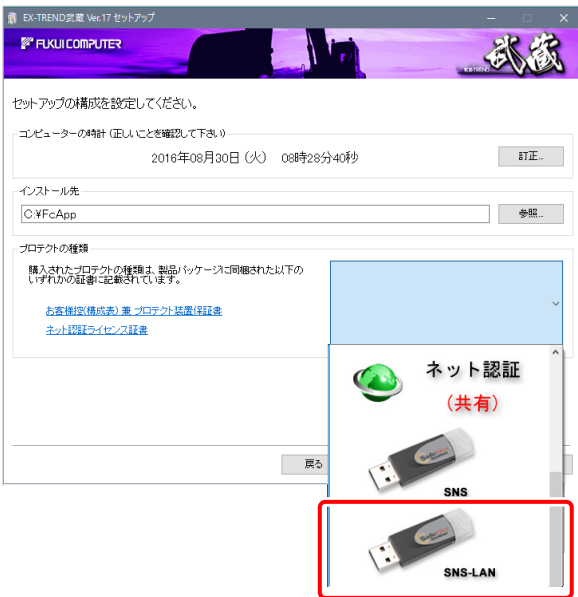 EX-TREND武蔵 Ver.17 セットアップ
FUKUI COMPUTER
EX-TREND 武蔵
セットアップの構成を設定してください。
コンピューターの時計 (正しいことを確認して下さい)
2016年08月30日 (火) 08時28分40秒
訂正...
インストール先
C:¥FcApp
参照...
プロテクトの種類
購入されたプロテクトの種類は、製品パッケージに同梱された以下の
いずれかの証書に記載されています。
お客様控(構成表) 兼 プロテクト装置保証書
ネット認証ライセンス証書
ネット認証
(共有)
戻る
SNS
SNS-LAN